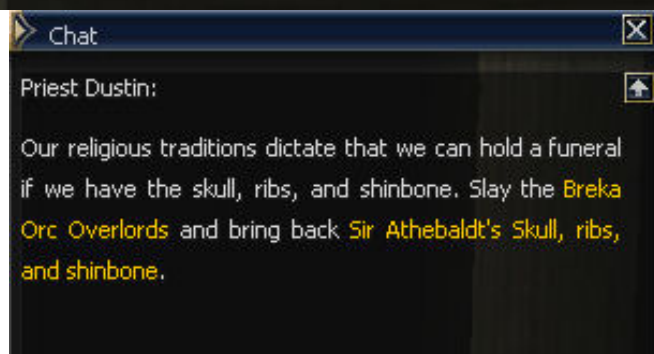 Chat
Priest Dustin:
Our religious traditions dictate that we can hold a funeral
if we have the skull, ribs, and shinbone. Slay the Breka
Orc Overlords and bring back Sir Athebaldt's Skull, ribs,
and shinbone.